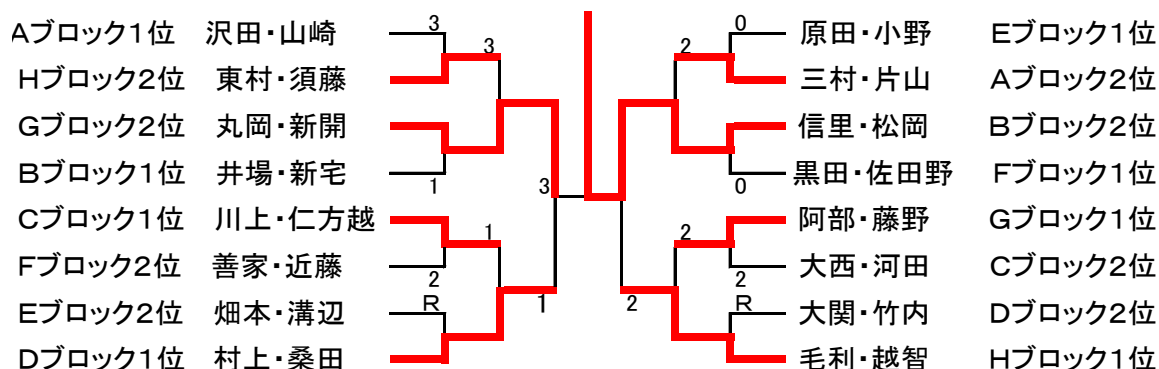 Aブロック1位 沢田・山崎 3 0 原田・小野 Eブロック1位
3 2
Hブロック2位 東村・須藤 三村・片山 Aブロック2位
Gブロック2位 丸岡・新開 信里・松岡 Bブロック2位
Bブロック1位 井場・新宅 1 0 黒田・佐田野 Fブロック1位
3
Cブロック1位 川上・仁方越 阿部・藤野 Gブロック1位
1 2
Fブロック2位 善家・近藤 2 2 大西・河田 Cブロック2位
Eブロック2位 畑本・溝辺 R 1 2 R 大関・竹内 Dブロック2位
Dブロック1位 村上・桑田 毛利・越智 Hブロック1位